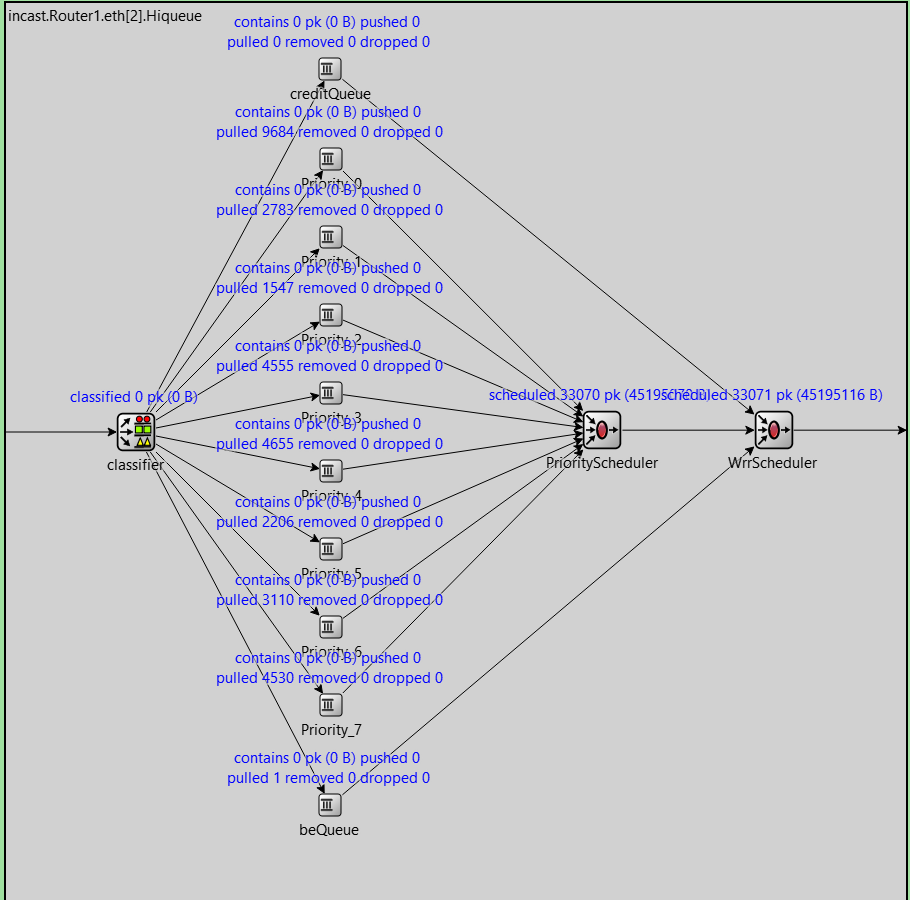 incast.Router1.eth[2].Hiqueue
contains 0 pk (0 B) pushed 0
pulled 0 removed 0 dropped 0
creditQueue
contains 0 pk (0 B) pushed 0
pulled 9684 removed 0 dropped 0
Priority_0
contains 0 pk (0 B) pushed 0
pulled 2783 removed 0 dropped 0
Priority_1
contains 0 pk (0 B) pushed 0
pulled 1547 removed 0 dropped 0
Priority_2
contains 0 pk (0 B) pushed 0
pulled 4555 removed 0 dropped 0
Priority_3
contains 0 pk (0 B) pushed 0
pulled 4655 removed 0 dropped 0
Priority_4
contains 0 pk (0 B) pushed 0
pulled 2206 removed 0 dropped 0
Priority_5
contains 0 pk (0 B) pushed 0
pulled 3110 removed 0 dropped 0
Priority_6
contains 0 pk (0 B) pushed 0
pulled 4530 removed 0 dropped 0
Priority_7
contains 0 pk (0 B) pushed 0
pulled 1 removed 0 dropped 0
beQueue
classified 0 pk (0 B)
classifier
scheduled 33070 pk
PriorityScheduler
scheduled 33071 pk (45195116 B)
WrrScheduler